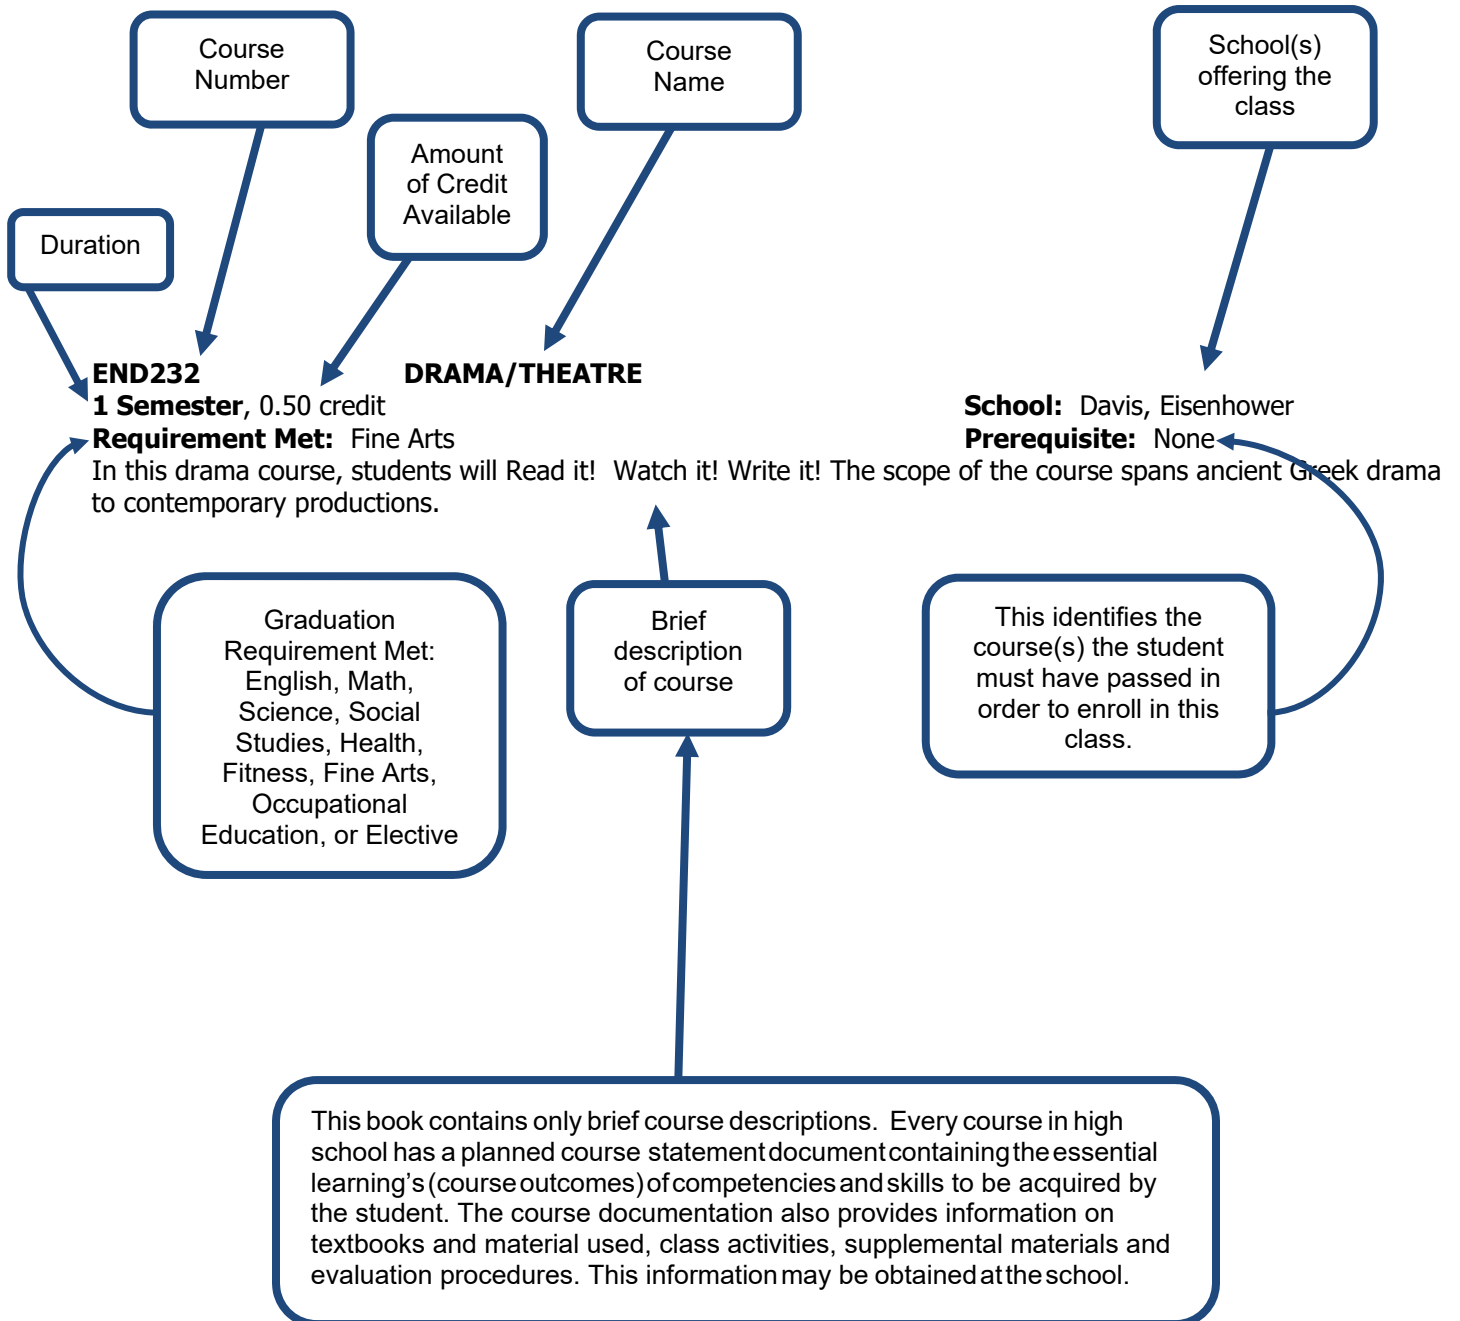 Course
Number
Course
Name
School(s)
offering the
class
Amount
of Credit
Available
Duration
END232 DRAMA/THEATRE
1 Semester, 0.50 credit School: Davis, Eisenhower
Requirement Met: Fine Arts Prerequisite: None
In this drama course, students will Read it! Watch it! Write it! The scope of the course spans ancient Greek drama
to contemporary productions.
Graduation
Requirement Met:
English, Math,
Science, Social
Studies, Health,
Fitness, Fine Arts,
Occupational
Education, or Elective
Brief
description
of course
This identifies the
course(s) the student
must have passed in
order to enroll in this
class.
This book contains only brief course descriptions. Every course in high
school has a planned course statement document containing the essential
learning's (course outcomes) of competencies and skills to be acquired by
the student. The course documentation also provides information on
textbooks and material used, class activities, supplemental materials and
evaluation procedures. This information may be obtained at the school.